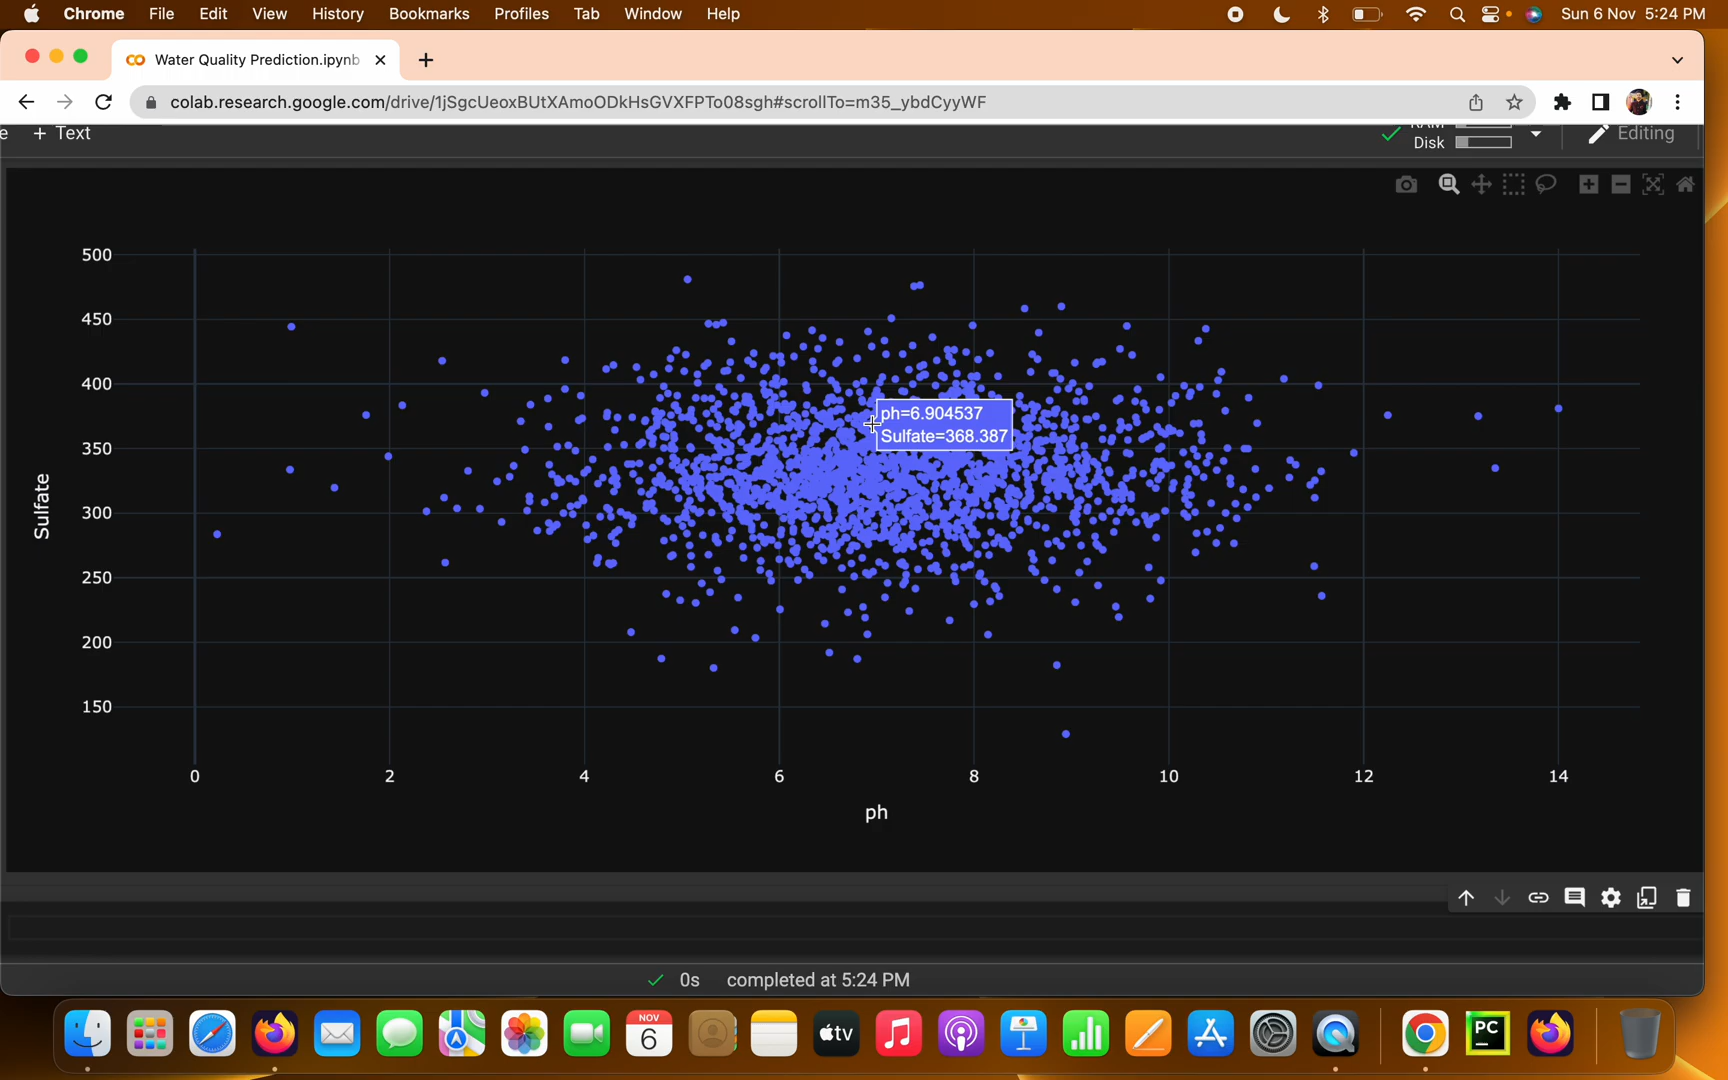 Chrome File Edit View History Bookmarks Profiles Tab Window Help Sun 6 Nov 5:24 PM
Water Quality Prediction.ipynb
colab.research.google.com/drive/1jSgcUeoxBUtXAmoODkHsGVXFPTo08sgh#scrollTo=m35_ybdCyyWF
e + Text
RAM
Disk
Editing
500
450
400
350
300
250
200
150
Sulfate
ph=6.904537
Sulfate=368.387
0 2 4 6 8 10 12 14
ph
0s completed at 5:24 PM
NOV
6
tv
PC